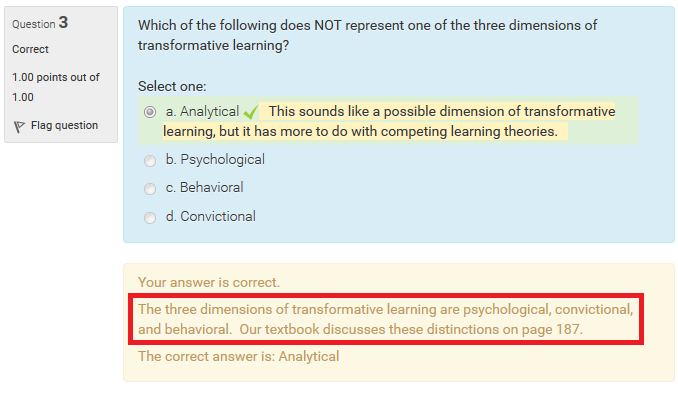 Question 3
Correct
1.00 points out of
1.00
Flag question
Which of the following does NOT represent one of the three dimensions of
transformative learning?
Select one:
a. Analytical This sounds like a possible dimension of transformative
learning, but it has more to do with competing learning theories.
b. Psychological
c. Behavioral
d. Convictional
Your answer is correct.
The three dimensions of transformative learning are psychological, convictional,
and behavioral. Our textbook discusses these distinctions on page 187.
The correct answer is: Analytical